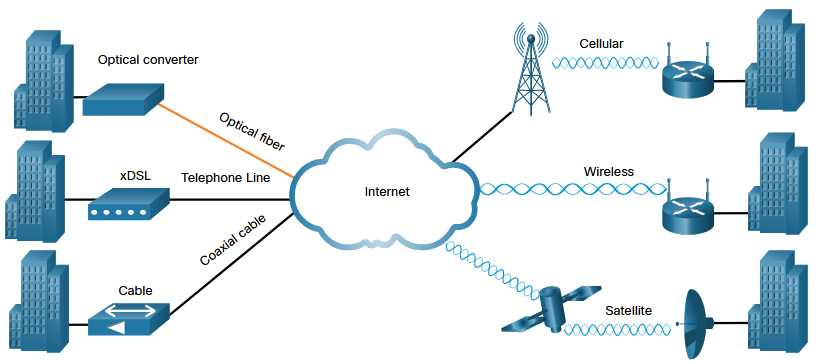 Optical converter
Optical fiber
xDSL
Telephone Line
Cable
Coaxial cable
Internet
Cellular
Wireless
Satellite